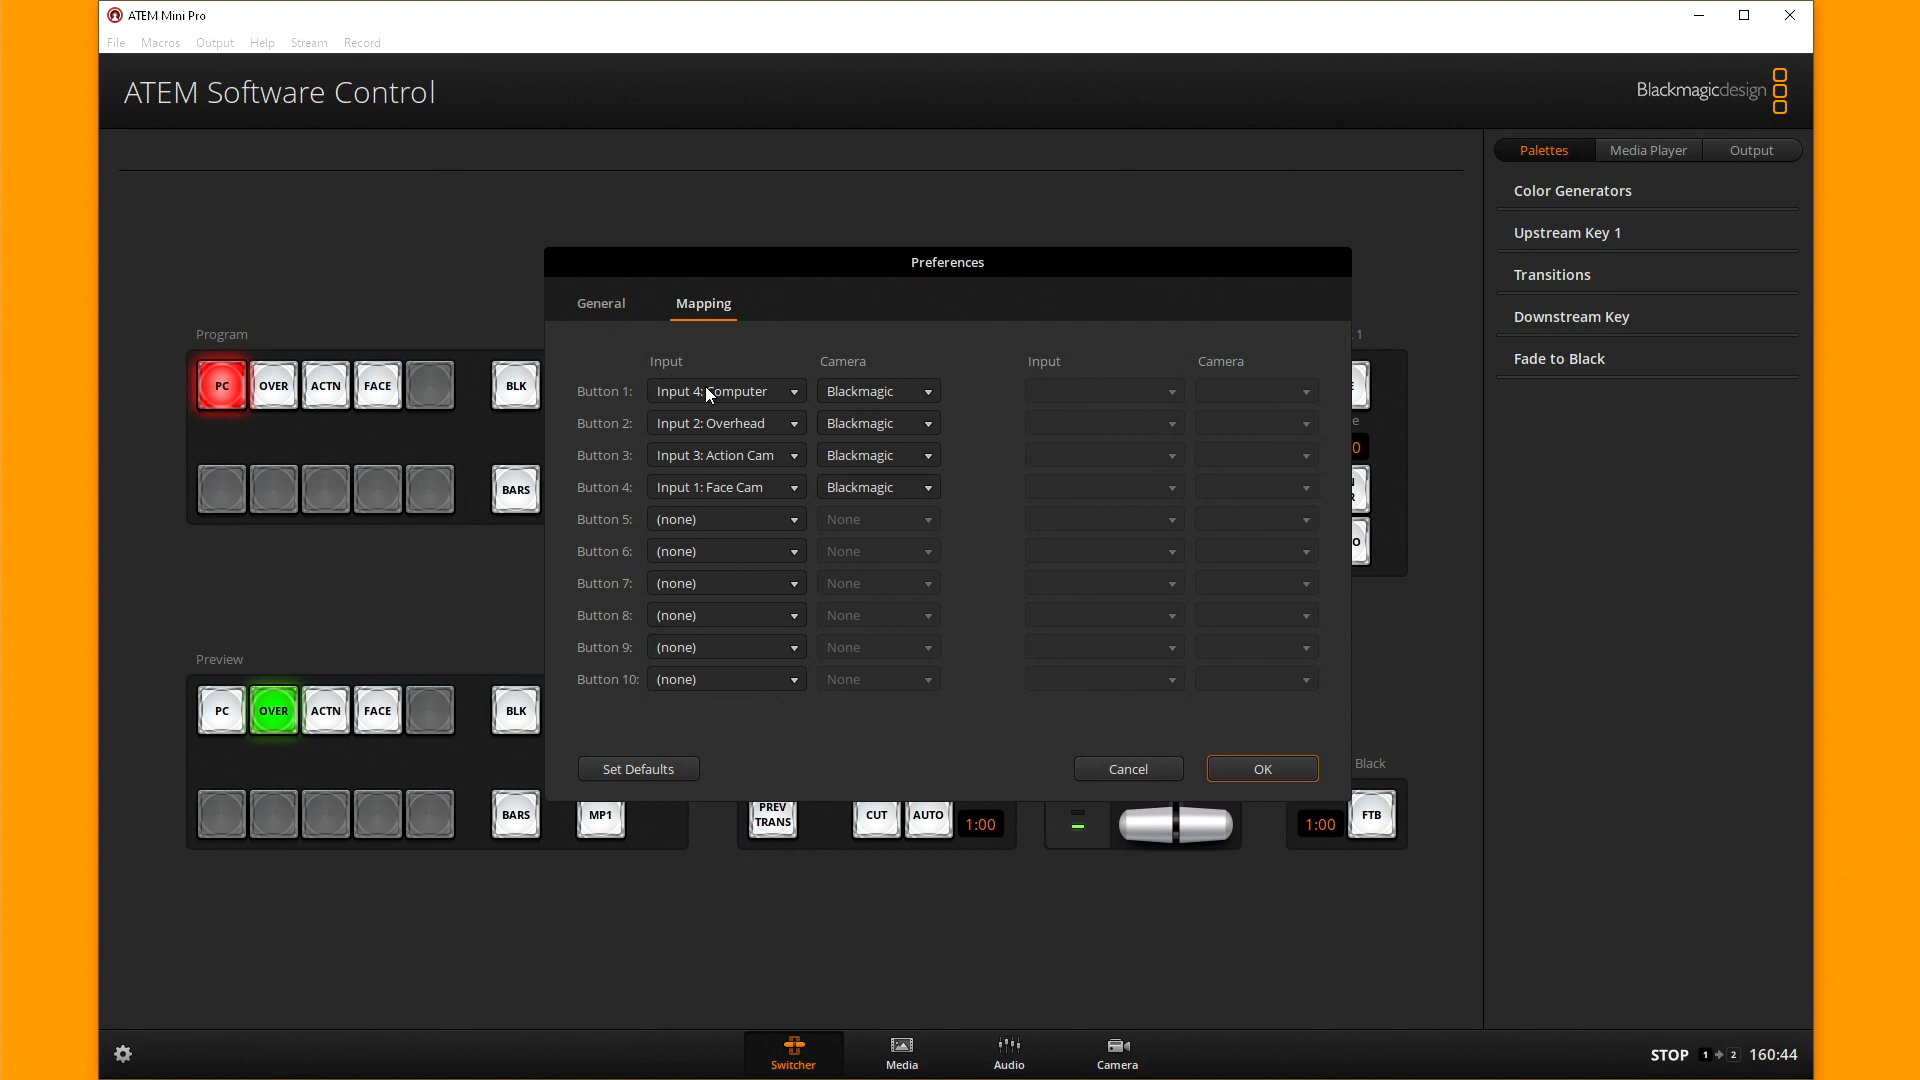 ATEM Mini Pro
File Macros Output Help Stream Record
ATEM Software Control
Blackmagicdesign
Palettes Media Player Output
Color Generators
Upstream Key 1
Transitions
Downstream Key
Fade to Black
Preferences
General Mapping
Input Camera Input Camera
Button 1: Input 4: Computer Blackmagic
Button 2: Input 2: Overhead Blackmagic
Button 3: Input 3: Action Cam Blackmagic
Button 4: Input 1: Face Cam Blackmagic
Button 5: (none) None
Button 6: (none) None
Button 7: (none) None
Button 8: (none) None
Button 9: (none) None
Button 10: (none) None
Set Defaults Cancel OK
Program
PC OVER ACTN FACE BLK
BARS
1
Preview
PC OVER ACTN FACE BLK
BARS MP1
PREV
TRANS
CUT AUTO 1:00
Black
1:00 FTB
Switcher Media Audio Camera
STOP 1 2 160:44